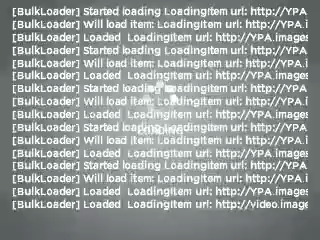 [BulkLoader] Started loading LoadingItem url: http://YPA
[BulkLoader] Will load item: LoadingItem url: http://YPA.i
[BulkLoader] Loaded LoadingItem url: http://YPA.images
[BulkLoader] Started loading LoadingItem url: http://YPA
[BulkLoader] Will load item: LoadingItem url: http://YPA.i
[BulkLoader] Loaded LoadingItem url: http://YPA.images
[BulkLoader] Started loading LoadingItem url: http://YPA
[BulkLoader] Will load item: LoadingItem url: http://YPA.i
[BulkLoader] Loaded LoadingItem url: http://YPA.images
[BulkLoader] Started loading LoadingItem url: http://YPA
LOADING
[BulkLoader] Will load item: LoadingItem url: http://YPA.i
[BulkLoader] Loaded LoadingItem url: http://YPA.images
[BulkLoader] Started loading LoadingItem url: http://YPA
[BulkLoader] Will load item: LoadingItem url: http://YPA.i
[BulkLoader] Loaded LoadingItem url: http://YPA.images
[BulkLoader] Loaded LoadingItem url: http://video.image